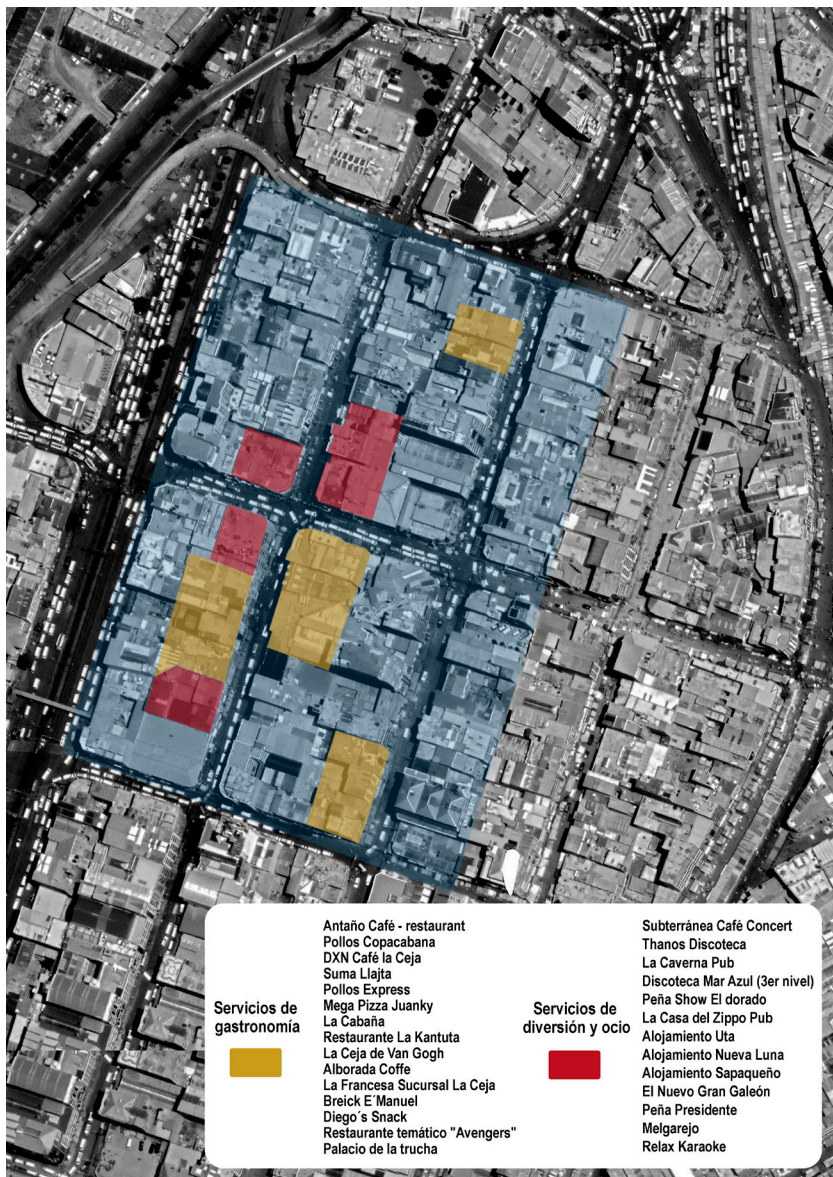 Servicios de
gastronomía
Antaño Café - restaurant
Pollos Copacabana
DXN Café la Ceja
Suma Llajta
Pollos Express
Mega Pizza Juanky
La Cabaña
Restaurante La Kantuta
La Ceja de Van Gogh
Alborada Coffe
La Francesa Sucursal La Ceja
Breick E´Manuel
Diego´s Snack
Restaurante temático "Avengers"
Palacio de la trucha
Servicios de
diversión y ocio
Subterránea Café Concert
Thanos Discoteca
La Caverna Pub
Discoteca Mar Azul (3er nivel)
Peña Show El dorado
La Casa del Zippo Pub
Alojamiento Uta
Alojamiento Nueva Luna
Alojamiento Sapaqueño
El Nuevo Gran Galeón
Peña Presidente
Melgarejo
Relax Karaoke